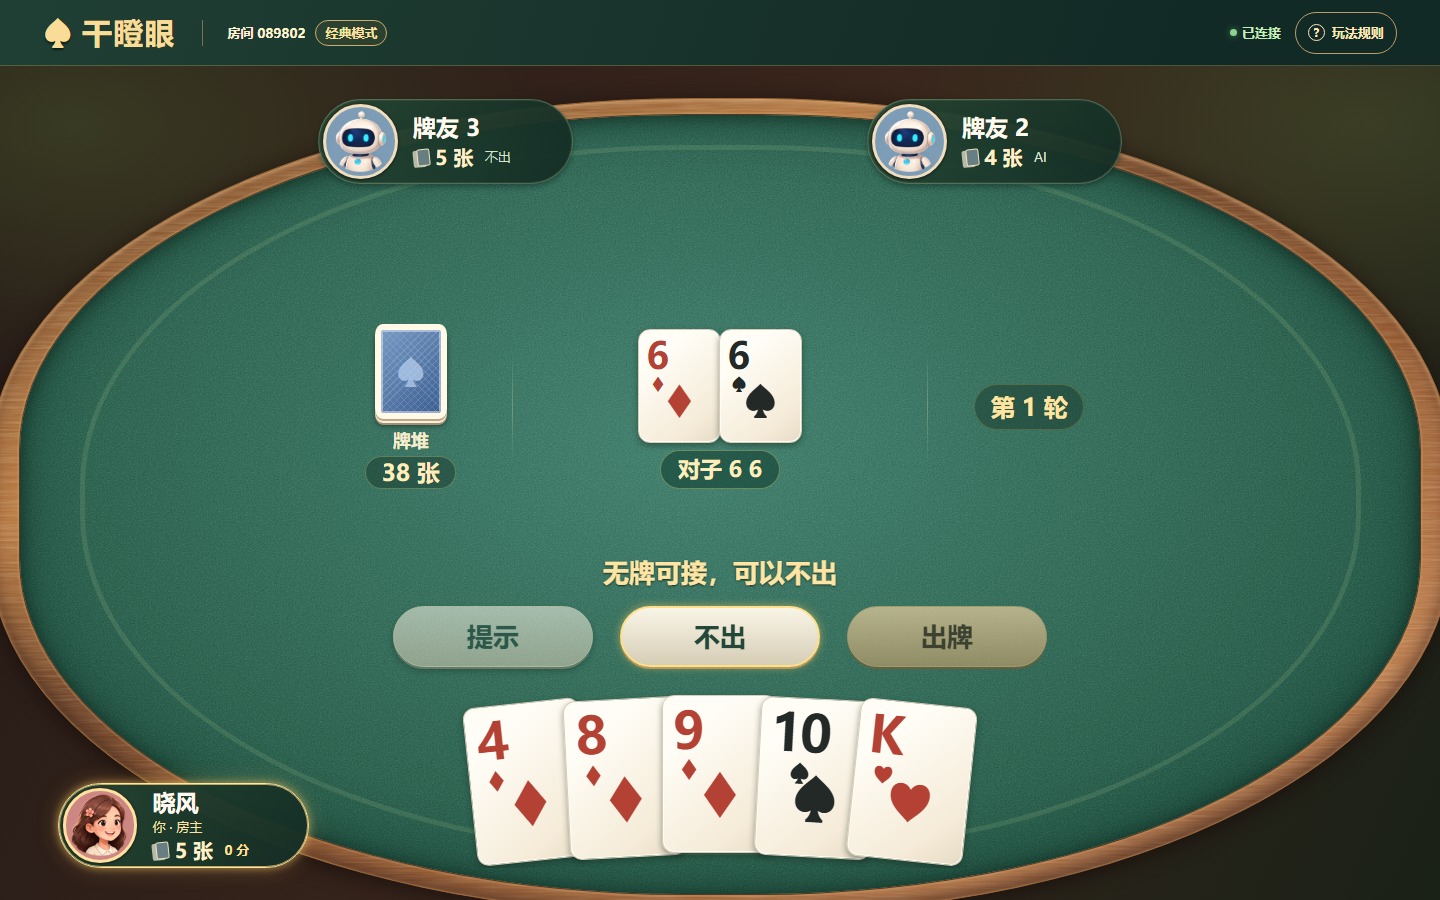 干瞪眼
房间 089802 经典模式
已连接
? 玩法规则
牌友 3
5 张 不出
牌友 2
4 张 AI
6 6
牌堆
38 张
对子 6 6
第 1 轮
无牌可接，可以不出
提示 不出 出牌
4 8 9 10 K
晓风
你 · 房主
5 张 0 分